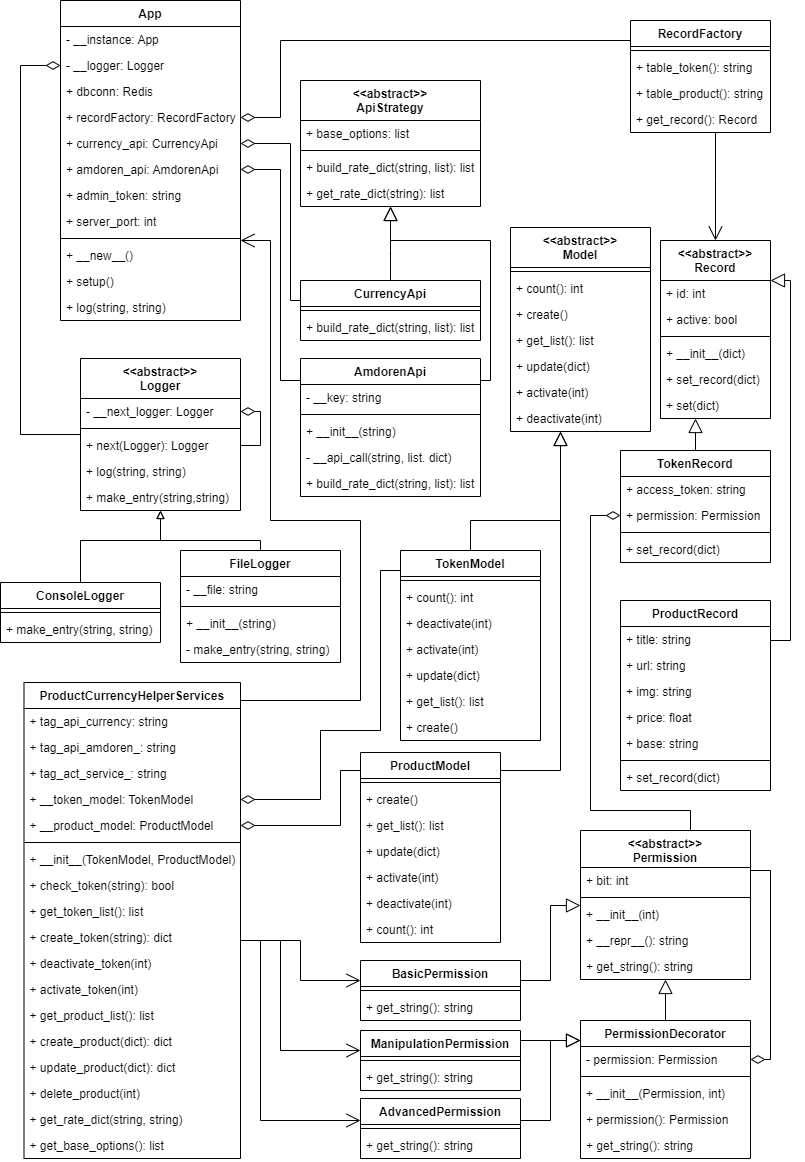 App
- __instance: App
- __logger: Logger
+ dbconn: Redis
+ recordFactory: RecordFactory
+ currency_api: CurrencyApi
+ amdoren_api: AmdorenApi
+ admin_token: string
+ server_port: int
+ __new__()
+ setup()
+ log(string, string)
RecordFactory
+ table_token(): string
+ table_product(): string
+ get_record(): Record
<<abstract>>
ApiStrategy
+ base_options: list
+ build_rate_dict(string, list): list
+ get_rate_dict(string): list
<<abstract>>
Model
+ count(): int
+ create()
+ get_list(): list
+ update(dict)
+ activate(int)
+ deactivate(int)
<<abstract>>
Record
+ id: int
+ active: bool
+ __init__(dict)
+ set_record(dict)
+ set(dict)
CurrencyApi
+ build_rate_dict(string, list): list
<<abstract>>
Logger
- __next_logger: Logger
+ next(Logger): Logger
+ log(string, string)
+ make_entry(string,string)
AmdorenApi
- __key: string
+ __init__(string)
- __api_call(string, list. dict)
+ build_rate_dict(string, list): list
TokenRecord
+ access_token: string
+ permission: Permission
+ set_record(dict)
ConsoleLogger
+ make_entry(string, string)
FileLogger
- __file: string
+ __init__(string)
- make_entry(string, string)
TokenModel
+ count(): int
+ deactivate(int)
+ activate(int)
+ update(dict)
+ get_list(): list
+ create()
ProductRecord
+ title: string
+ url: string
+ img: string
+ price: float
+ base: string
+ set_record(dict)
ProductCurrencyHelperServices
+ tag_api_currency: string
+ tag_api_amdoren_: string
+ tag_act_service_: string
+ __token_model: TokenModel
+ __product_model: ProductModel
+ __init__(TokenModel, ProductModel)
+ check_token(string): bool
+ get_token_list(): list
+ create_token(string): dict
+ deactivate_token(int)
+ activate_token(int)
+ get_product_list(): list
+ create_product(dict): dict
+ update_product(dict): dict
+ delete_product(int)
+ get_rate_dict(string, string)
+ get_base_options(): list
ProductModel
+ create()
+ get_list(): list
+ update(dict)
+ activate(int)
+ deactivate(int)
+ count(): int
<<abstract>>
Permission
+ bit: int
+ __init__(int)
+ __repr__(): string
+ get_string(): string
BasicPermission
+ get_string(): string
ManipulationPermission
+ get_string(): string
AdvancedPermission
+ get_string(): string
PermissionDecorator
- permission: Permission
+ __init__(Permission, int)
+ permission(): Permission
+ get_string(): string